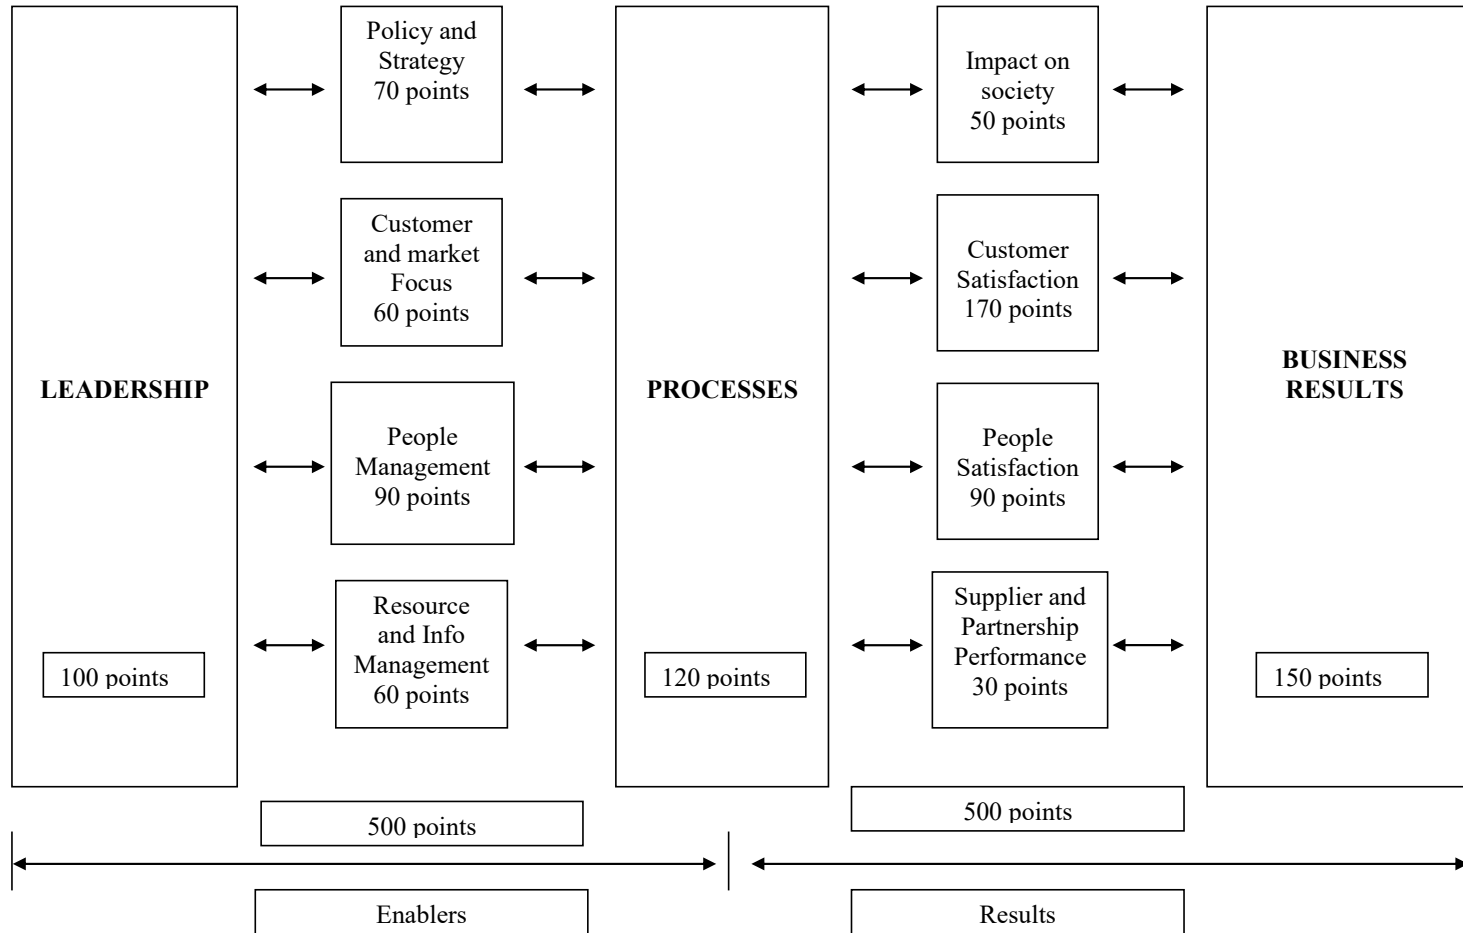 LEADERSHIP
100 points
Policy and
Strategy
70 points
Customer
and market
Focus
60 points
People
Management
90 points
Resource
and Info
Management
60 points
PROCESSES
120 points
Impact on
society
50 points
Customer
Satisfaction
170 points
People
Satisfaction
90 points
Supplier and
Partnership
Performance
30 points
BUSINESS
RESULTS
150 points
500 points
500 points
Enablers
Results